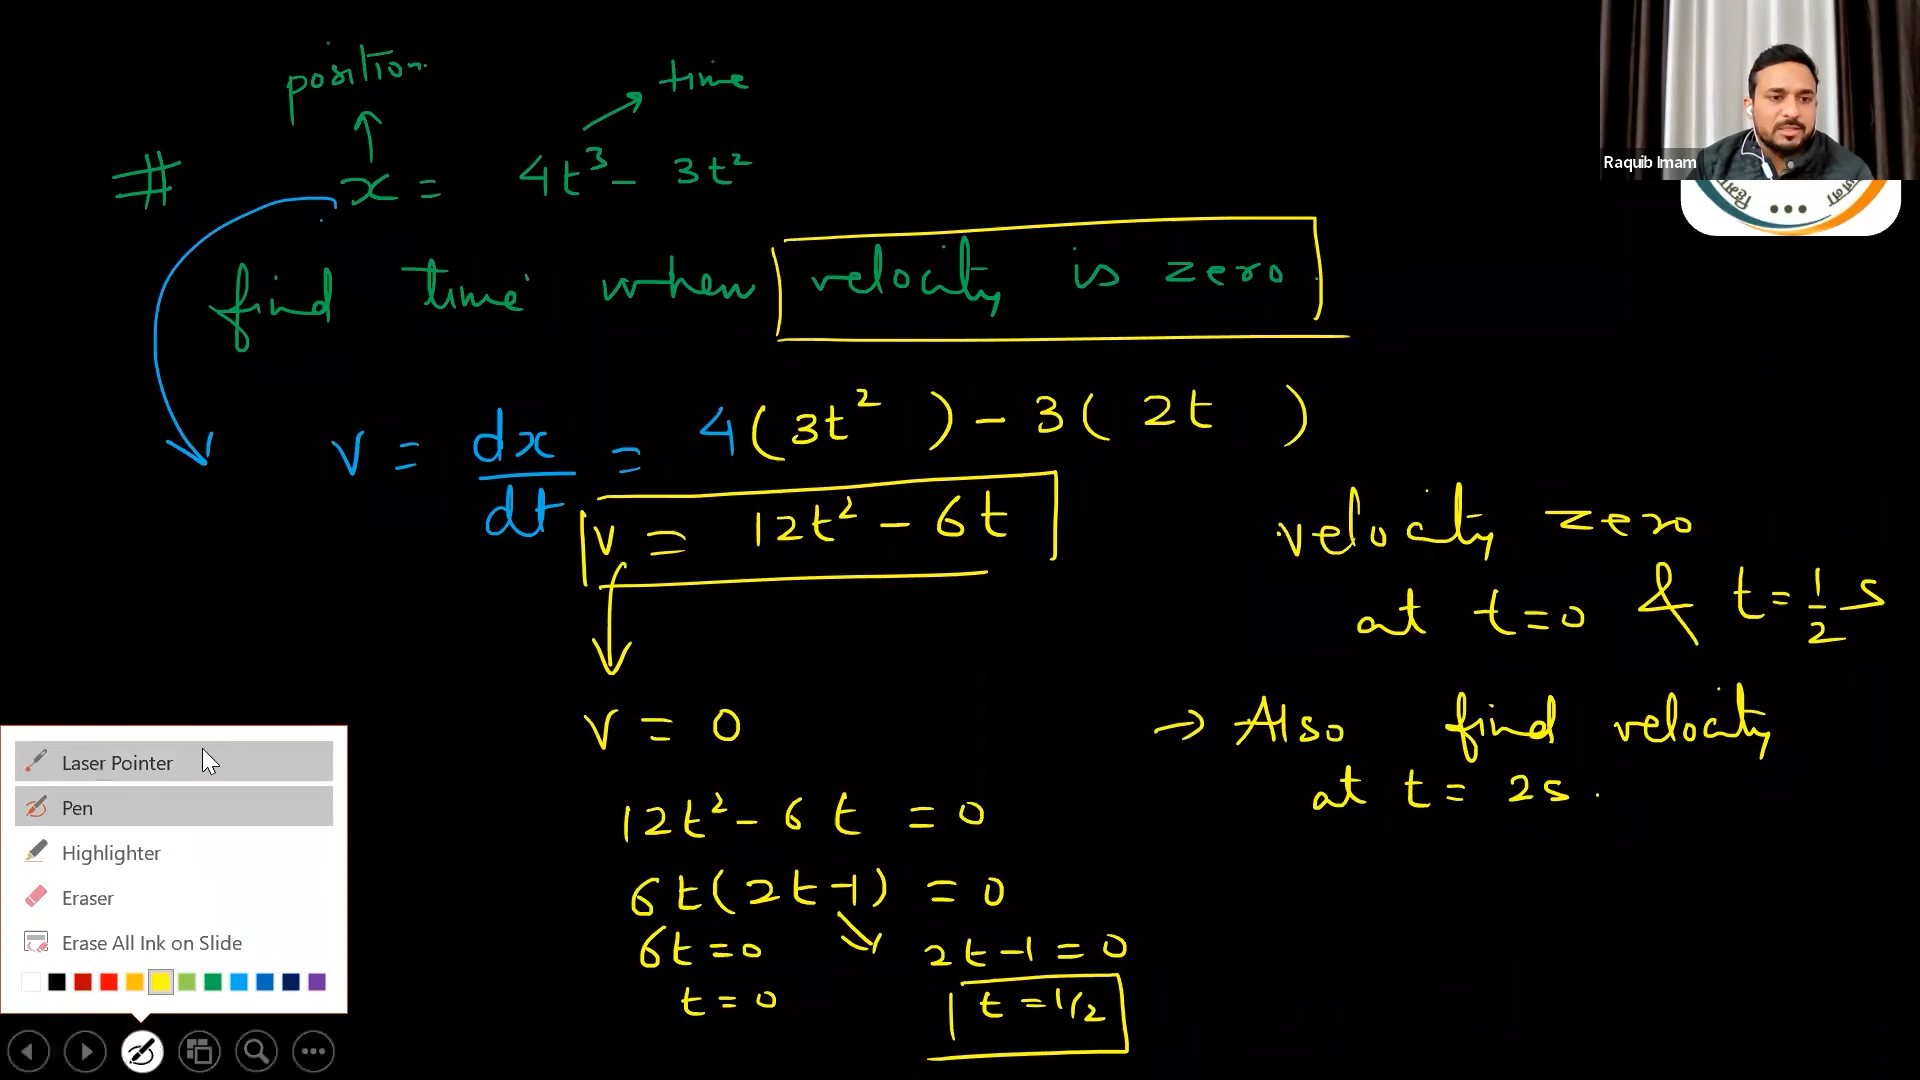 position
time
# x = 4t³ - 3t²
find time when velocity is zero.
v = dx/dt = 4(3t²) - 3(2t)
v = 12t² - 6t
v = 0
12t² - 6t = 0
6t(2t-1) = 0
6t = 0
2t - 1 = 0
t = 0
t = 1/2
velocity zero
at t=0 & t = 1/2 s
→ Also find velocity
at t = 2s.
Raquib Imam
Laser Pointer
Pen
Highlighter
Eraser
Erase All Ink on Slide